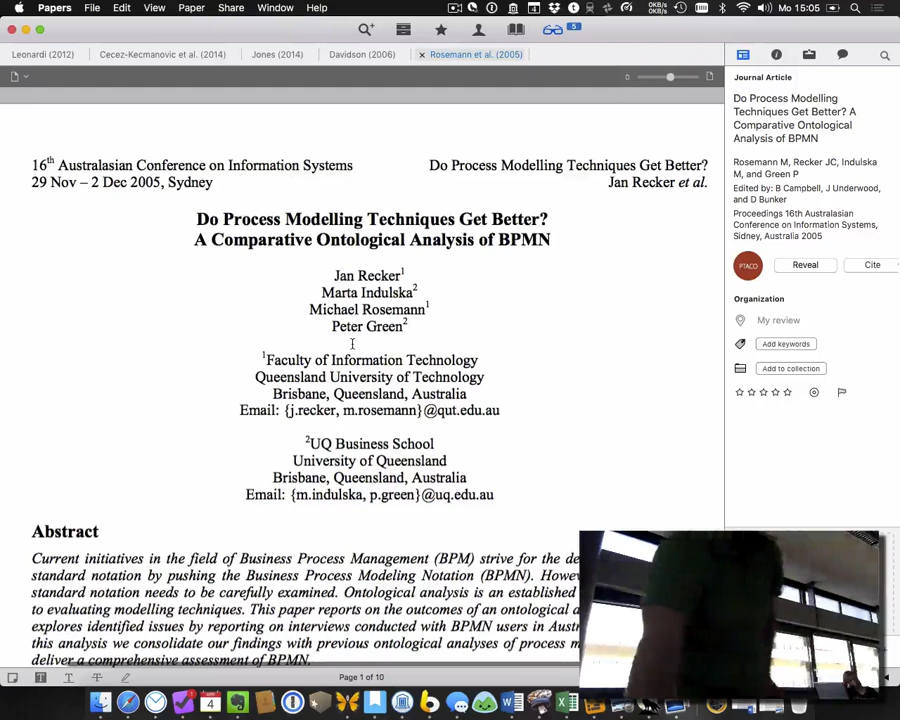 Papers File Edit View Papers Share Store Window Help
0KB/s
0KB/s
Mo 15:05
5
Leonardi (2012) Cecez-Kecmanovic et al. (2014) Jones (2014) Davidson (2006) × Rosemann et al. (2005)
16th Australasian Conference on Information Systems Do Process Modelling Techniques Get Better?
29 Nov – 2 Dec 2005, Sydney Jan Recker et al.
Do Process Modelling Techniques Get Better?
A Comparative Ontological Analysis of BPMN
Jan Recker1
Marta Indulska2
Michael Rosemann1
Peter Green2
1Faculty of Information Technology
Queensland University of Technology
Brisbane, Queensland, Australia
Email: {j.recker, m.rosemann}@qut.edu.au
2UQ Business School
University of Queensland
Brisbane, Queensland, Australia
Email: {m.indulska, p.green}@uq.edu.au
Abstract
Current initiatives in the field of Business Process Management (BPM) strive for the de
standard notation by pushing the Business Process Modeling Notation (BPMN). Howe
standard notation needs to be carefully examined. Ontological analysis is an established
to evaluating modelling techniques. This paper reports on the outcomes of an ontological a
explores identified issues by reporting on interviews conducted with BPMN users in Aust
this analysis we consolidate our findings with previous ontological analyses of process m
deliver a comprehensive assessment of BPMN.
Page 1 of 10
Journal Article
Do Process Modelling
Techniques Get Better? A
Comparative Ontological
Analysis of BPMN
Rosemann M, Recker JC, Indulska
M, and Green P
Edited by: B Campbell, J Underwood,
and D Bunker
Proceedings 16th Australasian
Conference on Information Systems,
Sidney, Australia 2005
PTACO Reveal Cite
Organization
My review
Add keywords
Add to collection
4